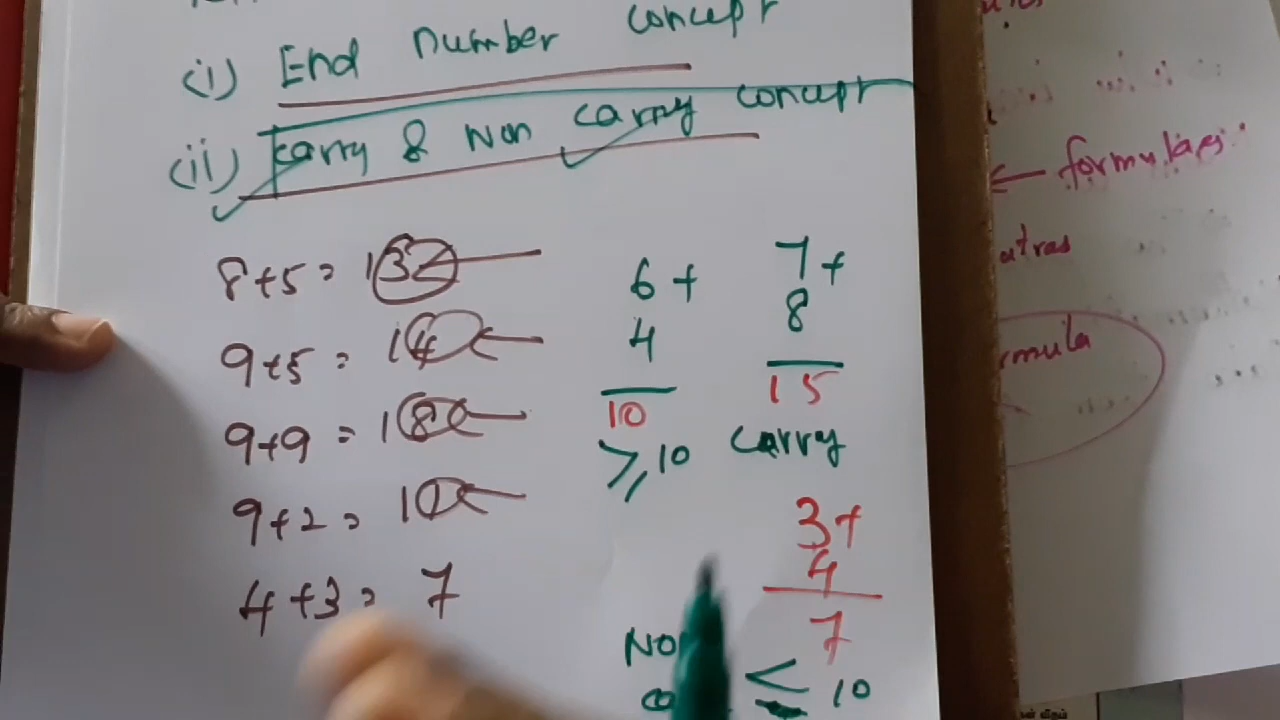 (i) End number concept
(ii) Carry & Non carry concept
8+5 = 13
9+5 = 14
9+9 = 18
9+2 = 11
4+3 = 7
6+
4
10
≥10
7+
8
15
carry
3+
4
7
< 10
← formulas